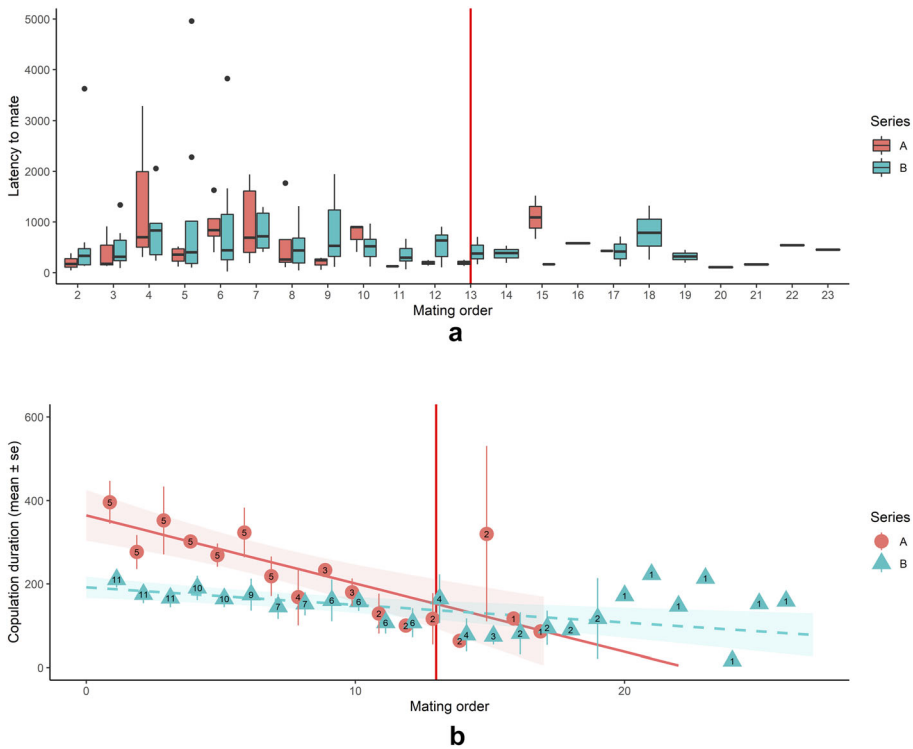 5000
4000
3000
2000
1000
0
Latency to mate
2 3 4 5 6 7 8 9 10 11 12 13 14 15 16 17 18 19 20 21 22 23
Mating order
Series
A
B
a
600
400
200
0
Copulation duration (mean ± se)
5 5 5 5 5 5 5 4 3 3 2 2 2 2 2 1 1
11 11 11 10 10 9 7 7 6 6 6 6 4 4 3 2 2 2 2 1 1 1 1 1 1 1
0 10 20
Mating order
Series
A
B
b